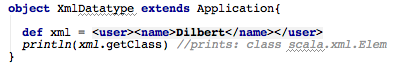 object XmlDatatype extends Application{
def xml = <user><name>Dilbert</name></user>
println(xml.getClass) //prints: class scala.xml.Elem
}